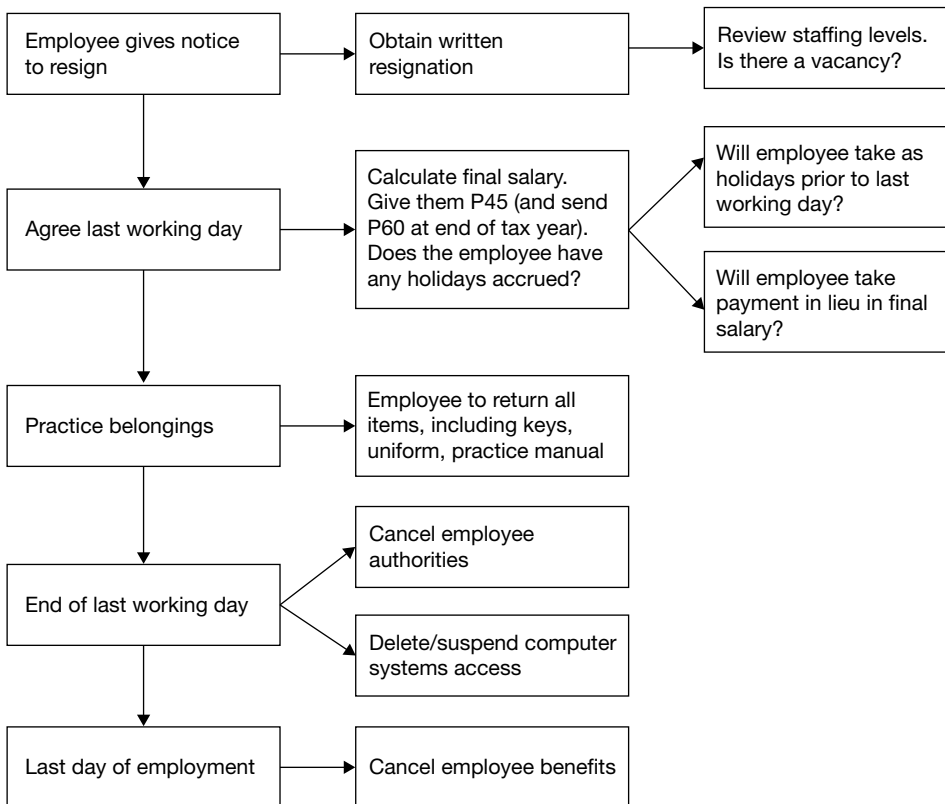 Employee gives notice
to resign
Obtain written
resignation
Review staffing levels.
Is there a vacancy?
Agree last working day
Calculate final salary.
Give them P45 (and send
P60 at end of tax year).
Does the employee have
any holidays accrued?
Will employee take as
holidays prior to last
working day?
Will employee take
payment in lieu in final
salary?
Practice belongings
Employee to return all
items, including keys,
uniform, practice manual
End of last working day
Cancel employee
authorities
Delete/suspend computer
systems access
Last day of employment
Cancel employee benefits